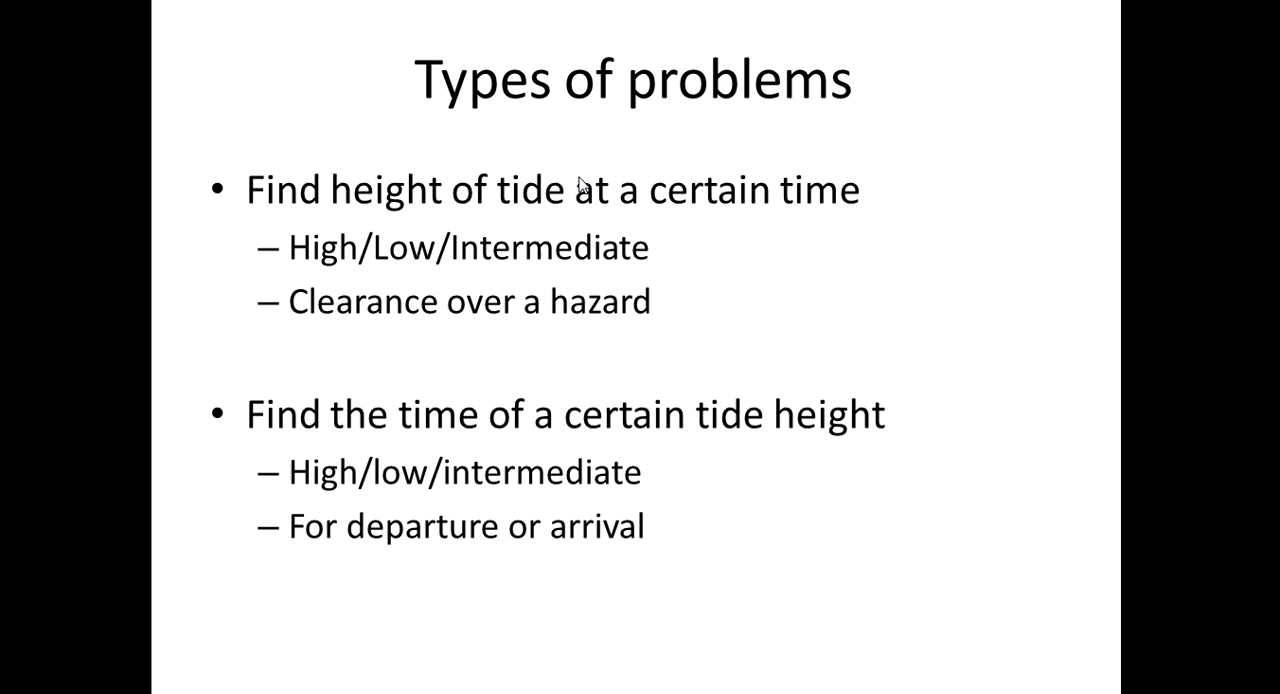 Types of problems
• Find height of tide at a certain time
– High/Low/Intermediate
– Clearance over a hazard
• Find the time of a certain tide height
– High/low/intermediate
– For departure or arrival